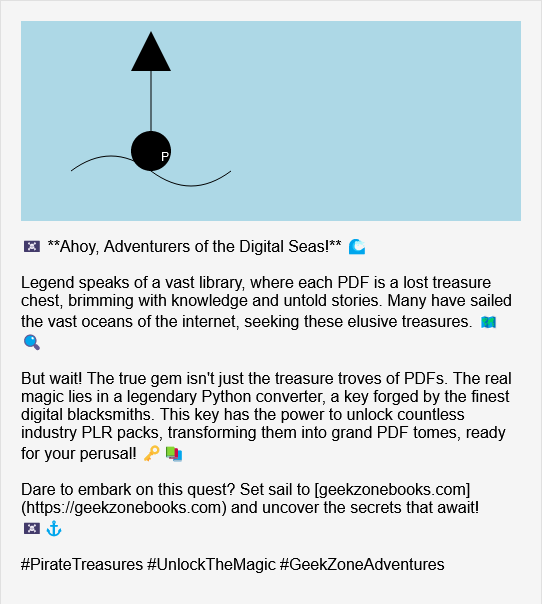 P
🏴‍☠️ **Ahoy, Adventurers of the Digital Seas!** 🌊
Legend speaks of a vast library, where each PDF is a lost treasure
chest, brimming with knowledge and untold stories. Many have sailed
the vast oceans of the internet, seeking these elusive treasures. 🗺️
🔍
But wait! The true gem isn't just the treasure troves of PDFs. The real
magic lies in a legendary Python converter, a key forged by the finest
digital blacksmiths. This key has the power to unlock countless
industry PLR packs, transforming them into grand PDF tomes, ready
for your perusal! 🔑 📚
Dare to embark on this quest? Set sail to [geekzonebooks.com]
(https://geekzonebooks.com) and uncover the secrets that await!
🏴‍☠️ ⚓
#PirateTreasures #UnlockTheMagic #GeekZoneAdventures